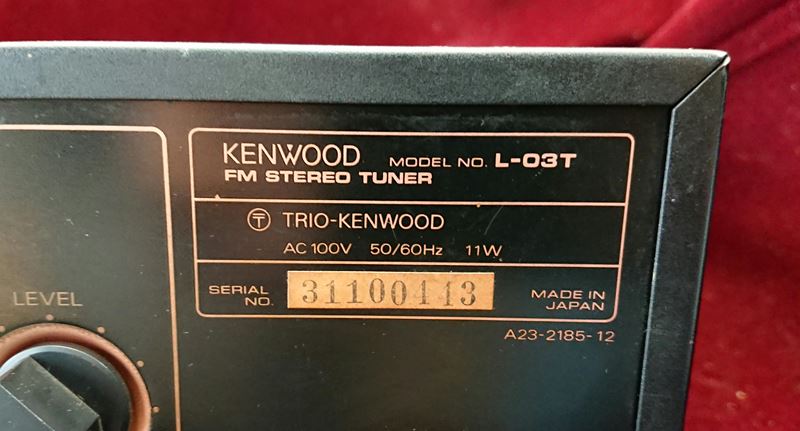 KENWOOD MODEL NO. L-03T
FM STEREO TUNER
TRIO-KENWOOD
AC 100V 50/60Hz 11W
SERIAL NO. 31100443
MADE IN JAPAN
A23-2185-12
LEVEL